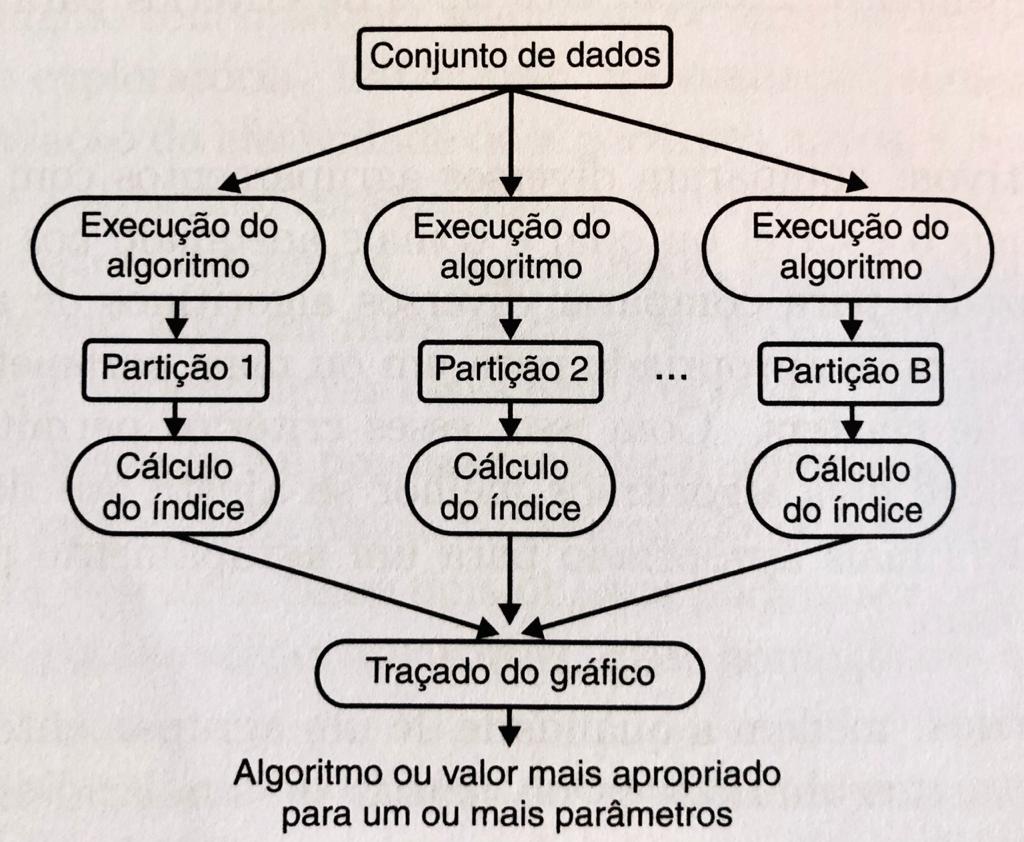 Conjunto de dados
Execução do
algoritmo
Execução do
algoritmo
Execução do
algoritmo
Partição 1
Partição 2
...
Partição B
Cálculo
do índice
Cálculo
do índice
Cálculo
do índice
Traçado do gráfico
Algoritmo ou valor mais apropriado
para um ou mais parâmetros